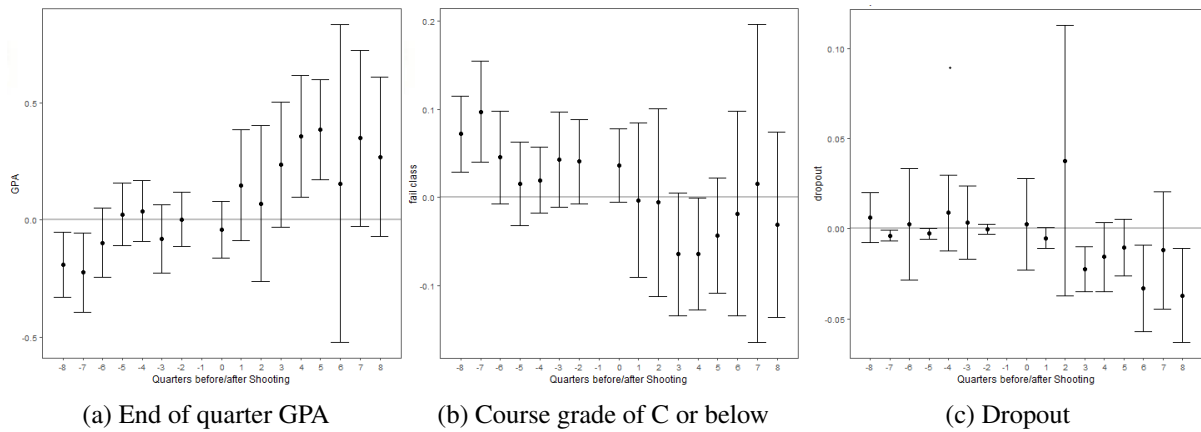 GPA
0.5
0.0
-0.5
-8 -7 -6 -5 -4 -3 -2 -1 0 1 2 3 4 5 6 7 8
Quarters before/after Shooting
(a) End of quarter GPA
fail class
0.2
0.1
0.0
-0.1
-8 -7 -6 -5 -4 -3 -2 -1 0 1 2 3 4 5 6 7 8
Quarters before/after Shooting
(b) Course grade of C or below
dropout
0.10
0.05
0.00
-0.05
-8 -7 -6 -5 -4 -3 -2 -1 0 1 2 3 4 5 6 7 8
Quarters before/after Shooting
(c) Dropout